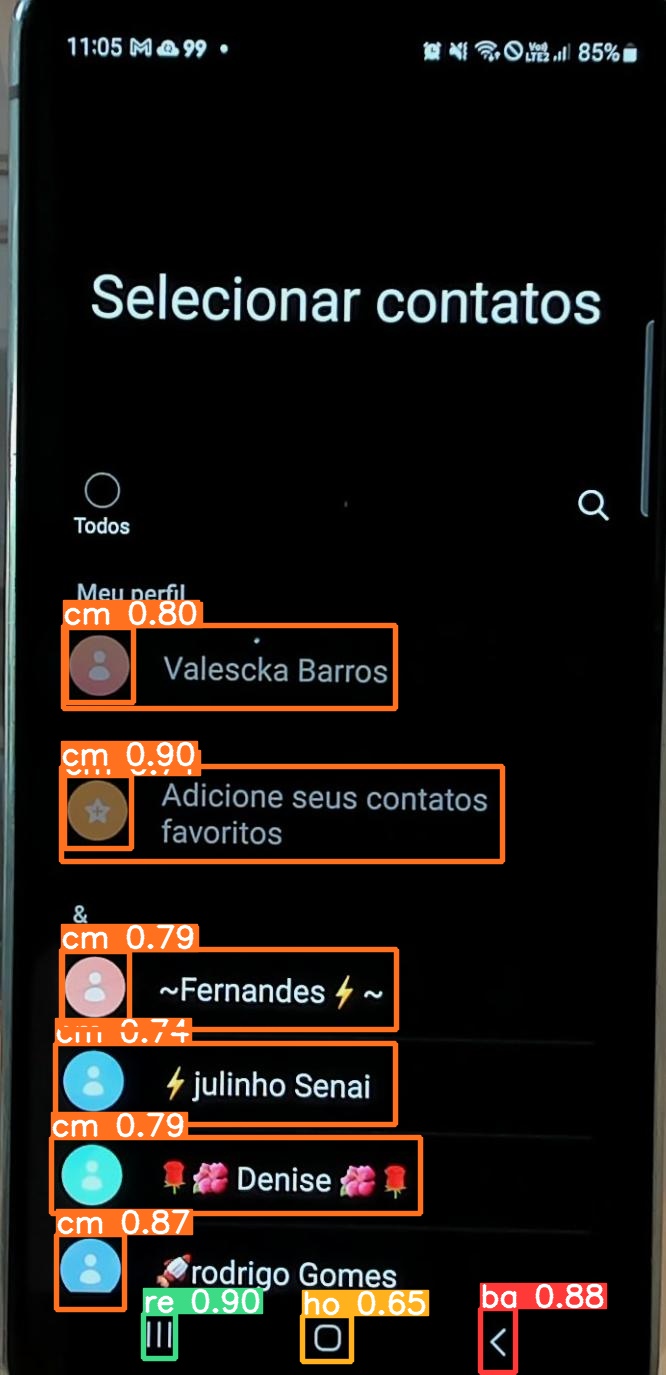 11:05 99
Vo) LTE2 85%
Selecionar contatos
Todos
Meu perfil
cm 0.80
Valescka Barros
cm 0.90
Adicione seus contatos
favoritos
&
cm 0.79
~Fernandes⚡~
cm 0.74
⚡julinho Senai
cm 0.79
🌹🌺 Denise 🌺🌹
cm 0.87
🚀rodrigo Gomes
re 0.90
ho 0.65
ba 0.88